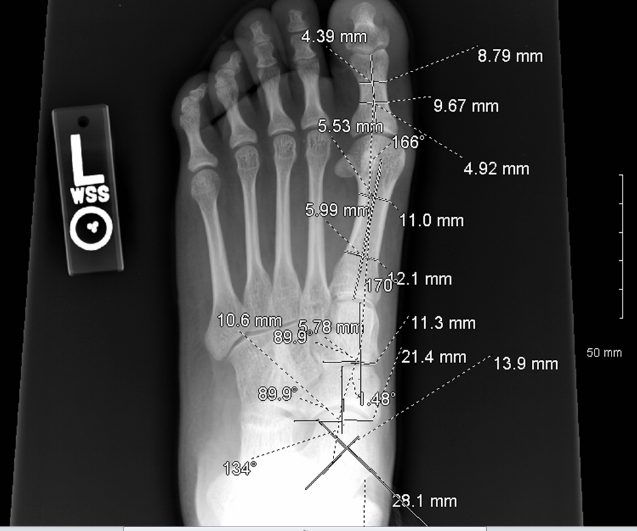 4.39 mm
8.79 mm
9.67 mm
5.53 mm
166°
4.92 mm
L
WSS
5.99 mm
11.0 mm
12.1 mm
170°
10.6 mm
5.78 mm
11.3 mm
89.9°
21.4 mm
50 mm
13.9 mm
89.9°
1.48°
134°
28.1 mm